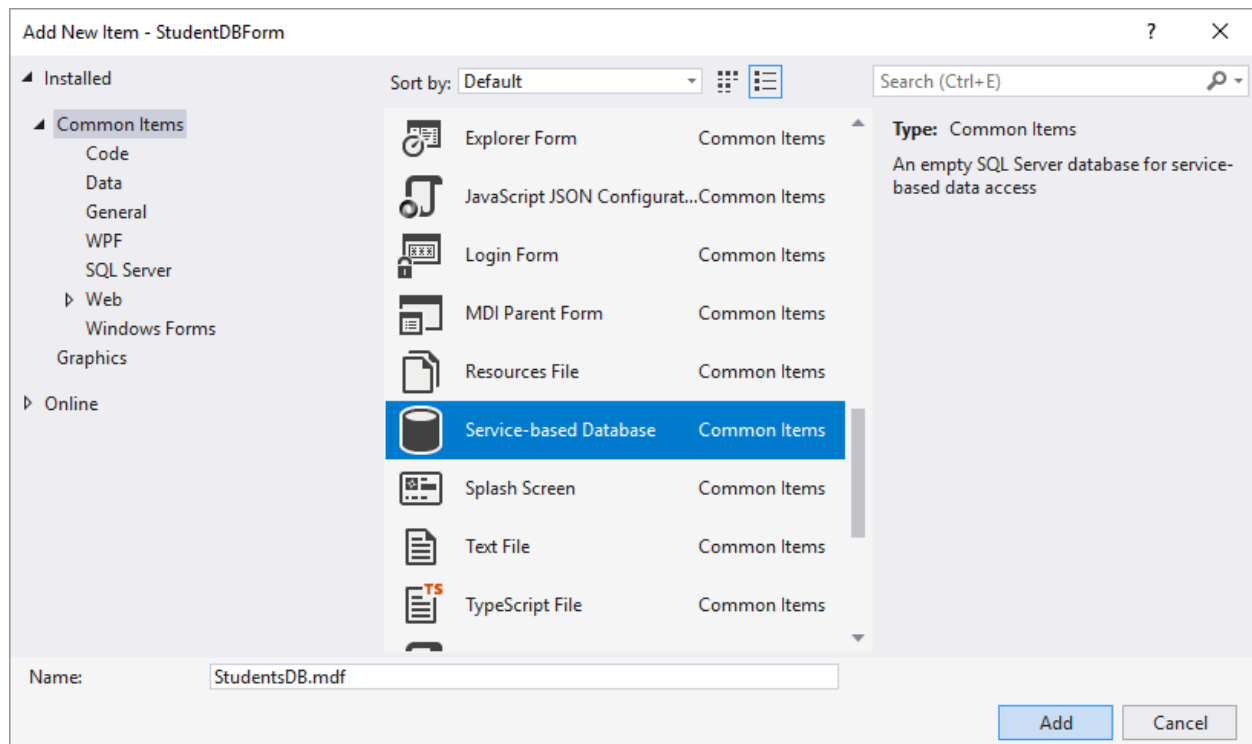 Add New Item - StudentDBForm
?
Installed
Sort by: Default
Search (Ctrl+E)
Common Items
Code
Data
General
WPF
SQL Server
Web
Windows Forms
Graphics
Online
Explorer Form Common Items
JavaScript JSON Configurat...Common Items
Login Form Common Items
MDI Parent Form Common Items
Resources File Common Items
Service-based Database Common Items
Splash Screen Common Items
Text File Common Items
TS
TypeScript File Common Items
Type: Common Items
An empty SQL Server database for service-
based data access
Name: StudentsDB.mdf
Add Cancel